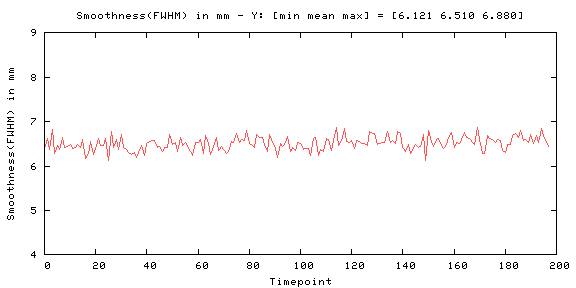 Smoothness(FWHM) in mm - Y: [min mean max] = [6.121 6.510 6.880]
9
8
7
6
5
4
Smoothness(FWHM) in mm
0 20 40 60 80 100 120 140 160 180 200
Timepoint